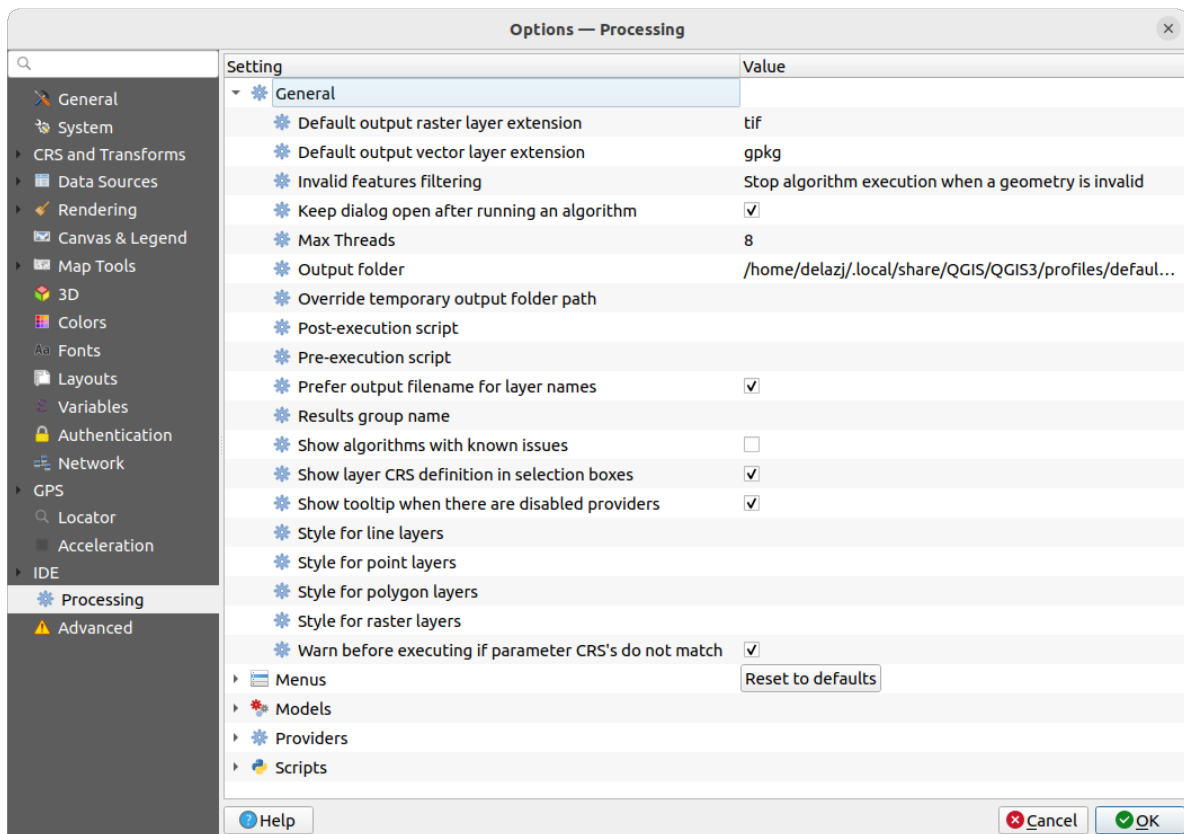 Options — Processing
General
System
CRS and Transforms
Data Sources
Rendering
Canvas & Legend
Map Tools
3D
Colors
Aa Fonts
Layouts
ε Variables
Authentication
Network
GPS
Locator
Acceleration
IDE
Processing
Advanced
Setting Value
General
Default output raster layer extension tif
Default output vector layer extension gpkg
Invalid features filtering Stop algorithm execution when a geometry is invalid
Keep dialog open after running an algorithm
Max Threads 8
Output folder /home/delazj/.local/share/QGIS/QGIS3/profiles/defaul...
Override temporary output folder path
Post-execution script
Pre-execution script
Prefer output filename for layer names
Results group name
Show algorithms with known issues
Show layer CRS definition in selection boxes
Show tooltip when there are disabled providers
Style for line layers
Style for point layers
Style for polygon layers
Style for raster layers
Warn before executing if parameter CRS's do not match
Menus Reset to defaults
Models
Providers
Scripts
Help Cancel OK